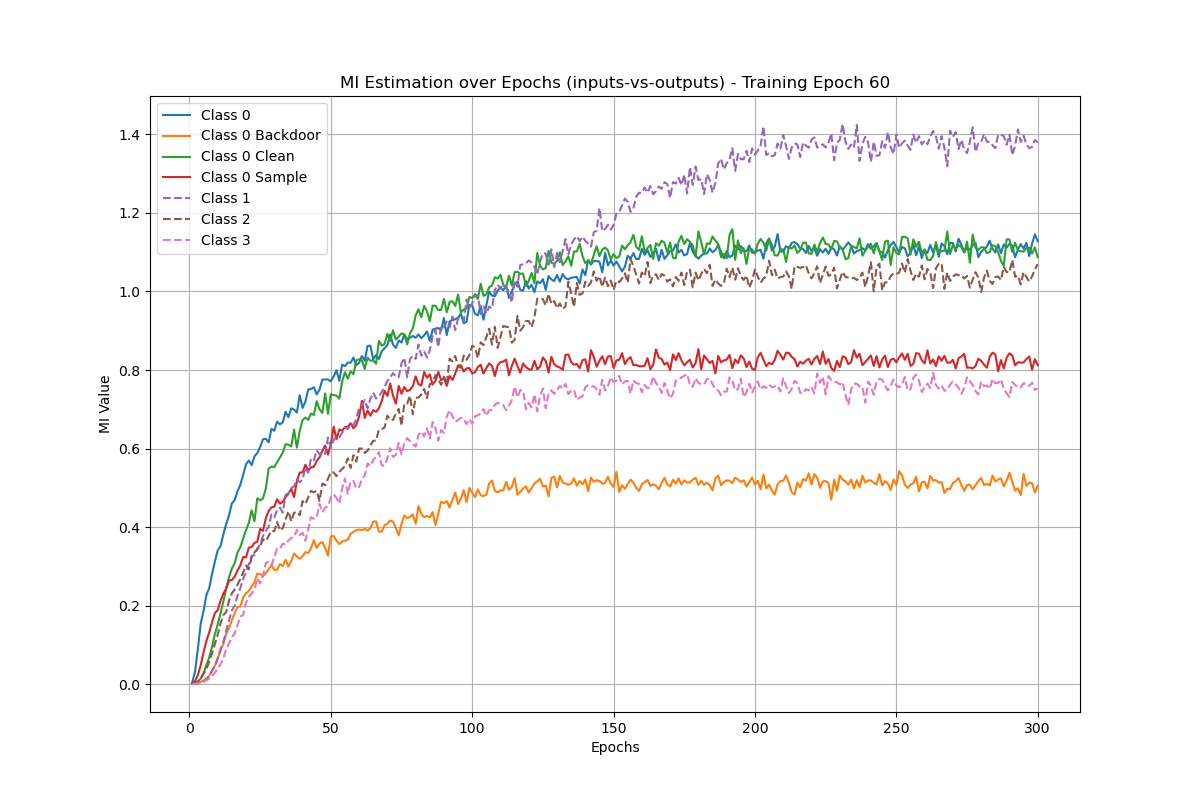 MI Estimation over Epochs (inputs-vs-outputs) - Training Epoch 60
Class 0
Class 0 Backdoor
Class 0 Clean
Class 0 Sample
Class 1
Class 2
Class 3
MI Value
1.4
1.2
1.0
0.8
0.6
0.4
0.2
0.0
0 50 100 150 200 250 300
Epochs